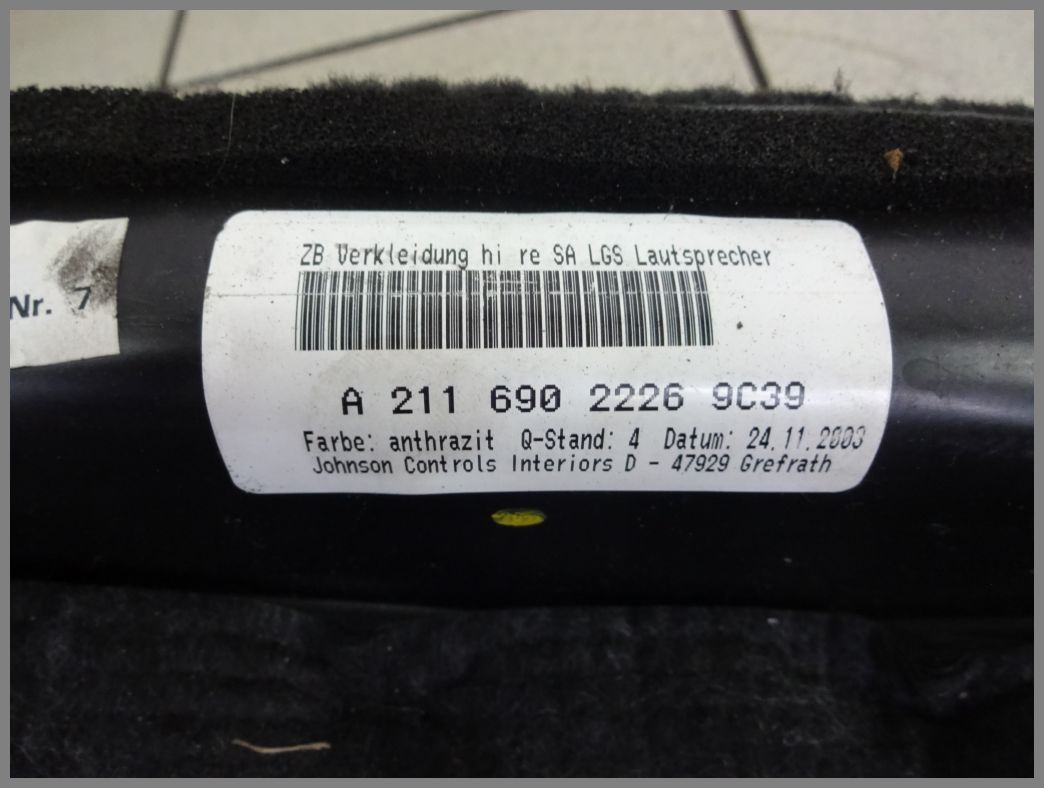 ZB Verkleidung hi re SA LGS Lautsprecher
Nr. 7
A 211 690 2226 9C39
Farbe: anthrazit Q-Stand: 4 Datum: 24.11.2003
Johnson Controls Interiors D - 47929 Grefrath